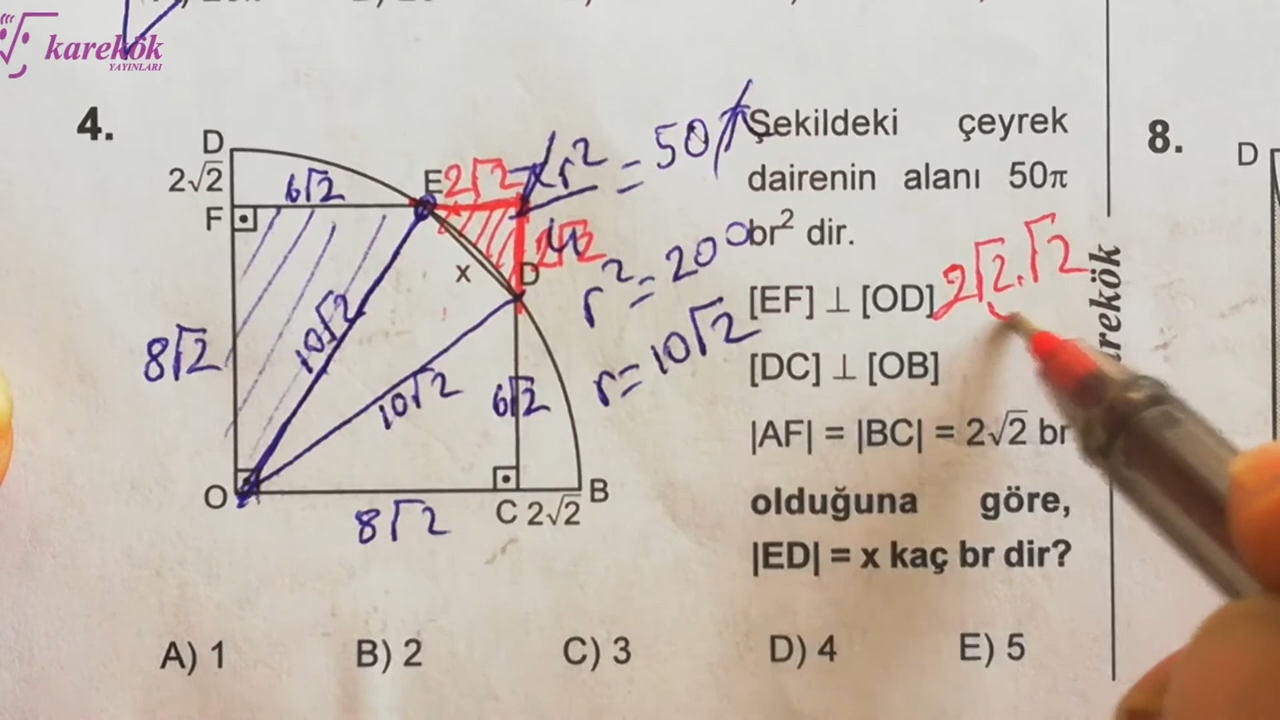 karekök
YAYINLARI
4.
D
2√2
6√2
E
2√2
F
8√2
10√2
x
D
2√2
10√2
6√2
O
8√2
C
2√2
B
πr²/4 = 50π
r² = 200
r = 10√2
Şekildeki çeyrek
dairenin alanı 50π
br² dir.
[EF] ⊥ [OD]
2√2.√2
[DC] ⊥ [OB]
|AF| = |BC| = 2√2 br
olduğuna göre,
|ED| = x kaç br dir?
A) 1 B) 2 C) 3 D) 4 E) 5
8.
D